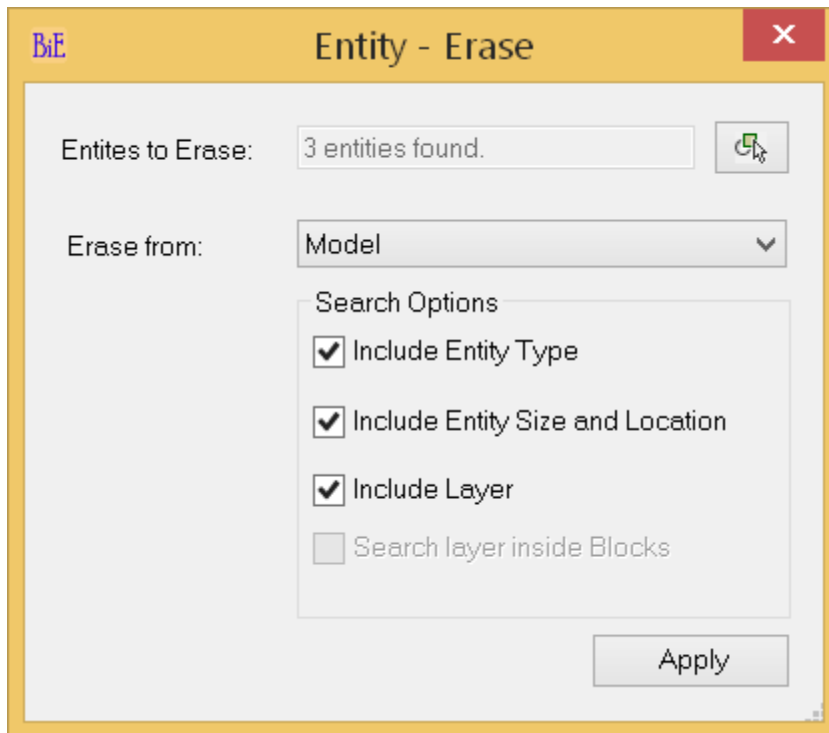 BiE
Entity - Erase
Entites to Erase:
3 entities found.
Erase from:
Model
Search Options
Include Entity Type
Include Entity Size and Location
Include Layer
Search layer inside Blocks
Apply